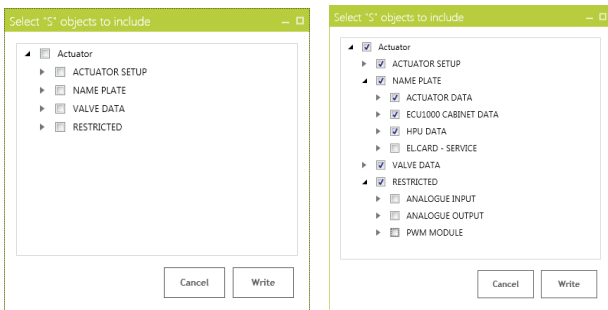 Select "S" objects to include
Actuator
ACTUATOR SETUP
NAME PLATE
VALVE DATA
RESTRICTED
Cancel
Write
Select "S" objects to include
Actuator
ACTUATOR SETUP
NAME PLATE
ACTUATOR DATA
ECU1000 CABINET DATA
HPU DATA
EL.CARD - SERVICE
VALVE DATA
RESTRICTED
ANALOGUE INPUT
ANALOGUE OUTPUT
PWM MODULE
Cancel
Write